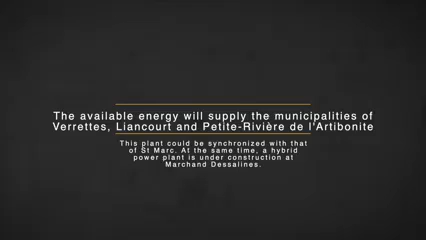 The available energy will supply the municipalities of
Verrettes, Liancourt and Petite-Rivière de l'Artibonite
This plant could be synchronized with that
of St Marc. At the same time, a hybrid
power plant is under construction at
Marchand Dessalines.